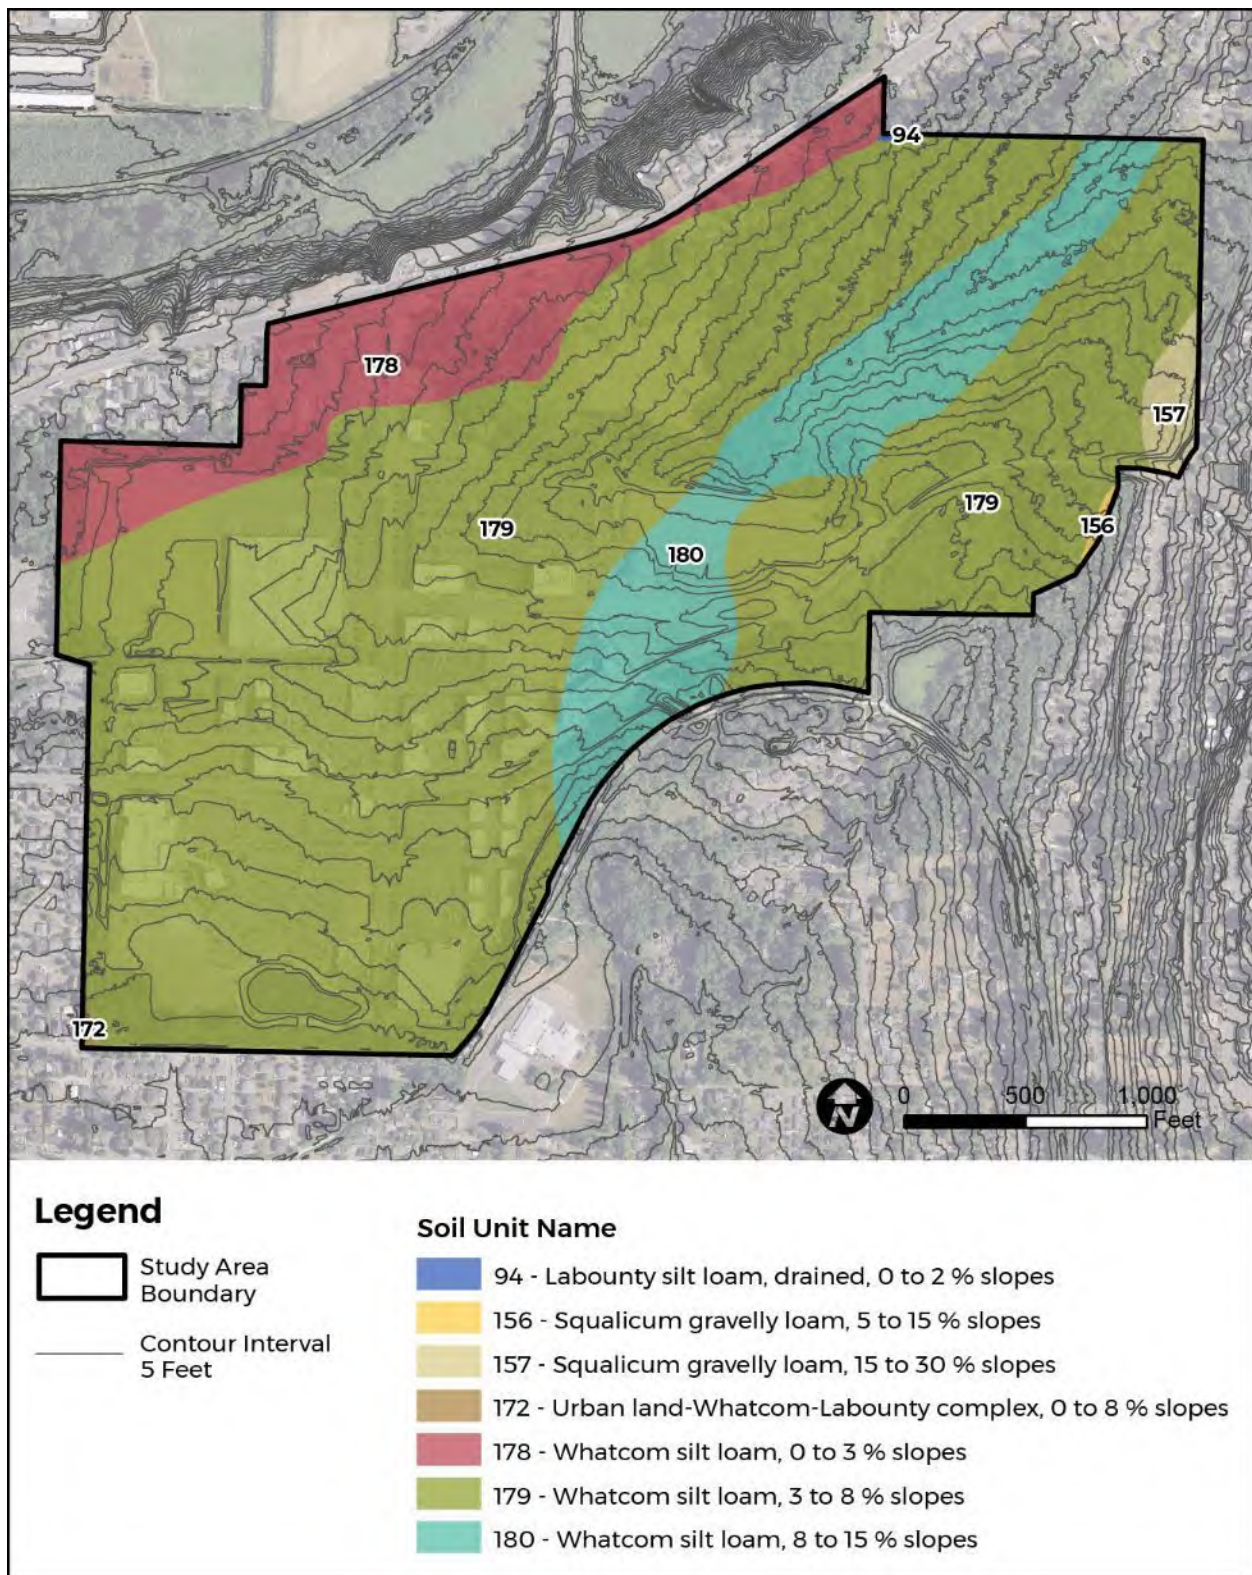 94
178
157
179
179
156
180
172
N
0 500 1,000
Feet
Legend
Study Area
Boundary
Contour Interval
5 Feet
Soil Unit Name
94 - Labounty silt loam, drained, 0 to 2 % slopes
156 - Squalicum gravelly loam, 5 to 15 % slopes
157 - Squalicum gravelly loam, 15 to 30 % slopes
172 - Urban land-Whatcom-Labounty complex, 0 to 8 % slopes
178 - Whatcom silt loam, 0 to 3 % slopes
179 - Whatcom silt loam, 3 to 8 % slopes
180 - Whatcom silt loam, 8 to 15 % slopes